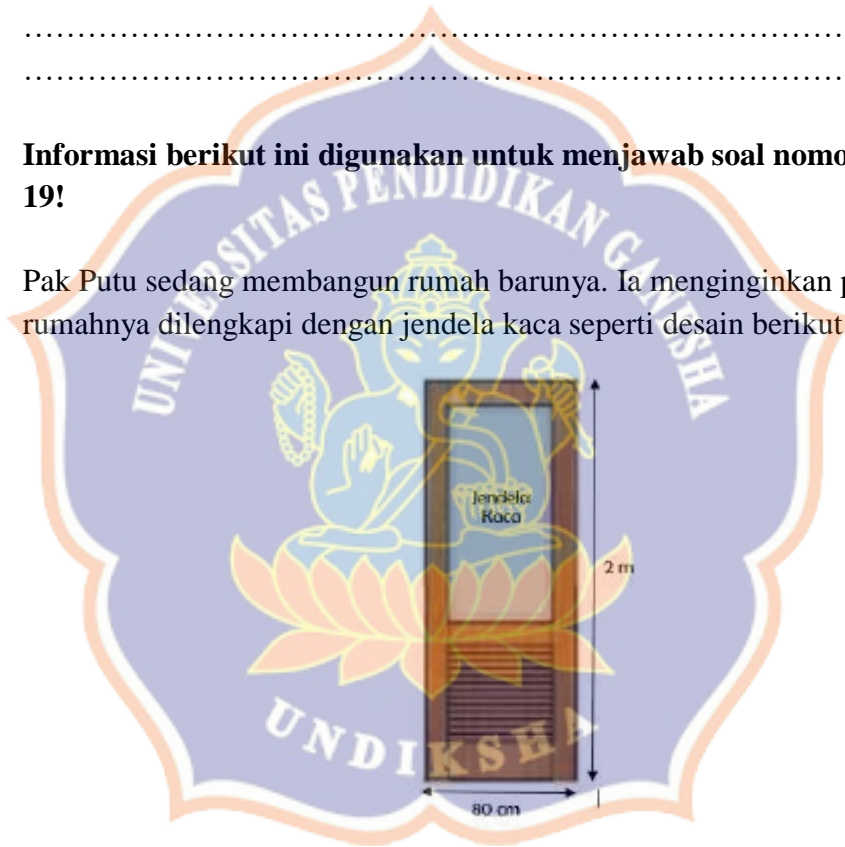 ……………………………………………………………………
……………………………………………………………………
Informasi berikut ini digunakan untuk menjawab soal nomo
19!
UNIVERSITAS PENDIDIKAN GANESHA
Pak Putu sedang membangun rumah barunya. Ia menginginkan p
rumahnya dilengkapi dengan jendela kaca seperti desain berikut
Jendela
Kaca
2 m
UNDIKSHA
80 cm